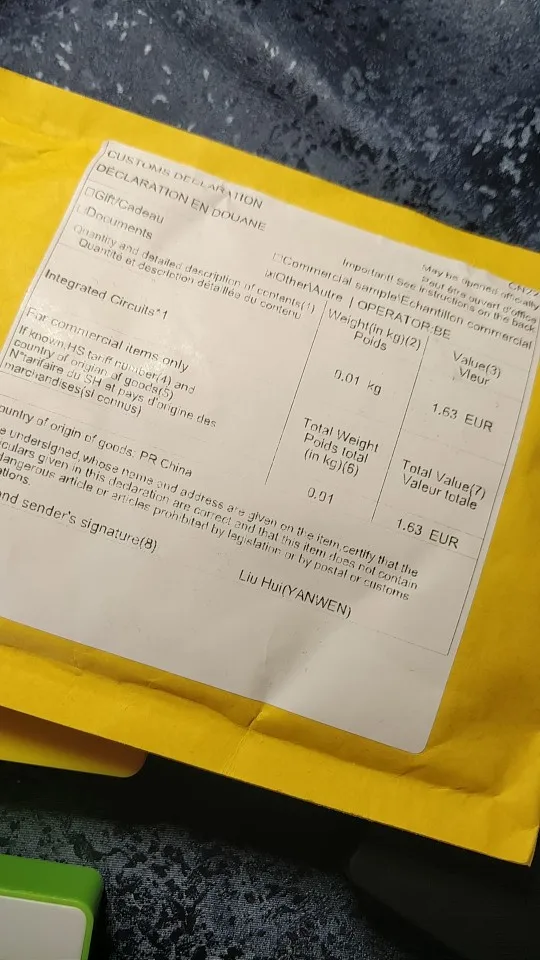 CUSTOMS DECLARATION
DÉCLARATION EN DOUANE
CN22
May be opened officially
Peut être ouvert d'office
Important! See instructions on the back
□Gift/Cadeau
□Commercial sample\Echantillon commercial
□Documents
☒Other\Autre | OPERATOR:BE
Quantity and detailed description of contents(1)
Quantité et description détaillée du contenu
Weight(in kg)(2)
Poids
Value(3)
Vleur
Integrated Circuits*1
0.01 kg
1.63 EUR
For commercial items only
If known,HS tariff number(4) and
country of origian of goods(5)
N°tarifaire du SH et pays d'origine des
marchandises(si connus)
Total Weight
Poids total
(in kg)(6)
Total Value(7)
Valeur totale
0.01
1.63 EUR
ountry of origin of goods: PR China
e undersigned,whose name and address are given on the item,certify that the
culars given in this declaration are correct and that this item does not contain
dangerous article or articles prohibited by legislation or by postal or customs
ations.
nd sender's signature(8)
Liu Hui(YANWEN)